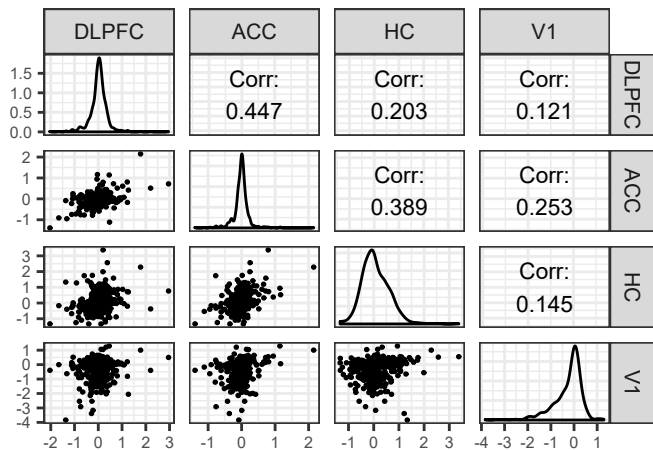 DLPFC ACC HC V1
1.5
1.0
0.5
0.0
Corr:
0.447
Corr:
0.203
Corr:
0.121
DLPFC
2
1
0
-1
Corr:
0.389
Corr:
0.253
ACC
3
2
1
0
-1
Corr:
0.145
HC
1
0
-1
-2
-3
-4
V1
-2 -1 0 1 2 3
-1 0 1 2
-1 0 1 2 3
-4 -3 -2 -1 0 1